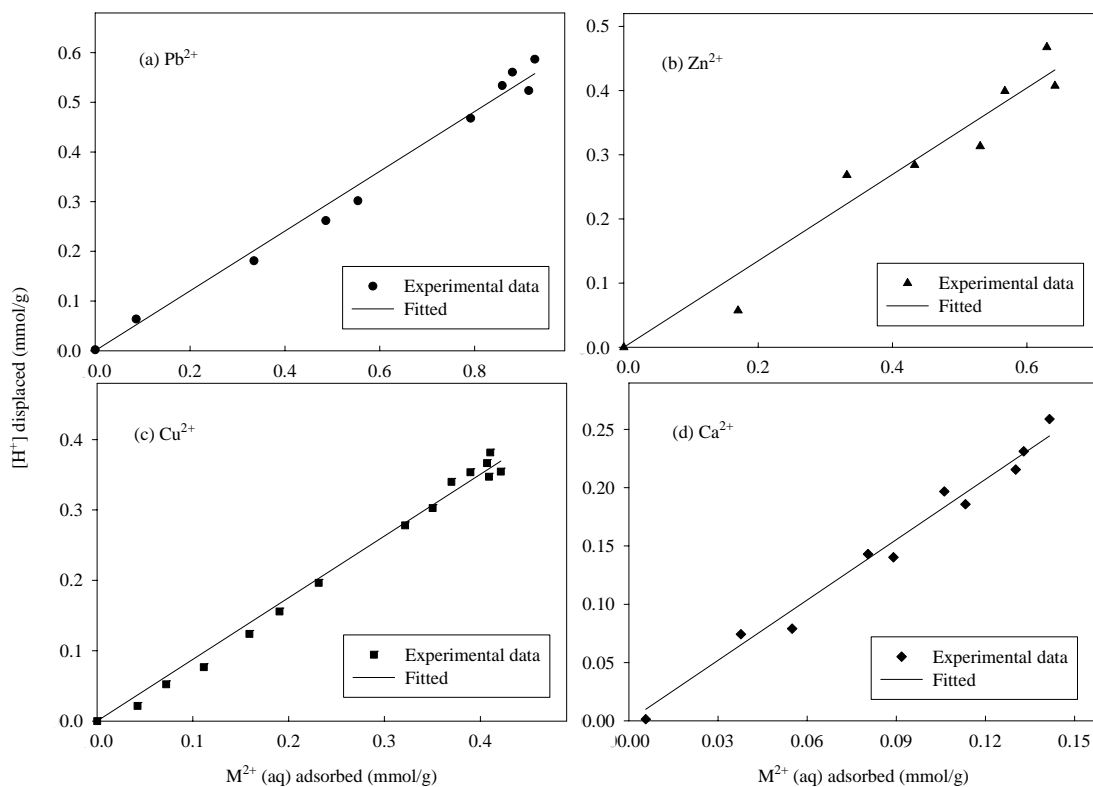 (a) Pb²⁺
0.6
0.5
0.3
0.2
0.1
0.0
Experimental data
Fitted
0.0 0.2 0.4 0.6 0.8
(b) Zn²⁺
0.5
0.4
0.3
0.2
0.1
0.0
Experimental data
Fitted
0.0 0.2 0.4 0.6
[H⁺] displaced (mmol/g)
(c) Cu²⁺
0.4
0.3
0.2
0.1
0.0
Experimental data
Fitted
0.0 0.1 0.2 0.3 0.4
M²⁺ (aq) adsorbed (mmol/g)
(d) Ca²⁺
0.25
0.20
0.15
0.10
0.05
0.00
Experimental data
Fitted
0.00 0.03 0.06 0.09 0.12 0.15
M²⁺ (aq) adsorbed (mmol/g)